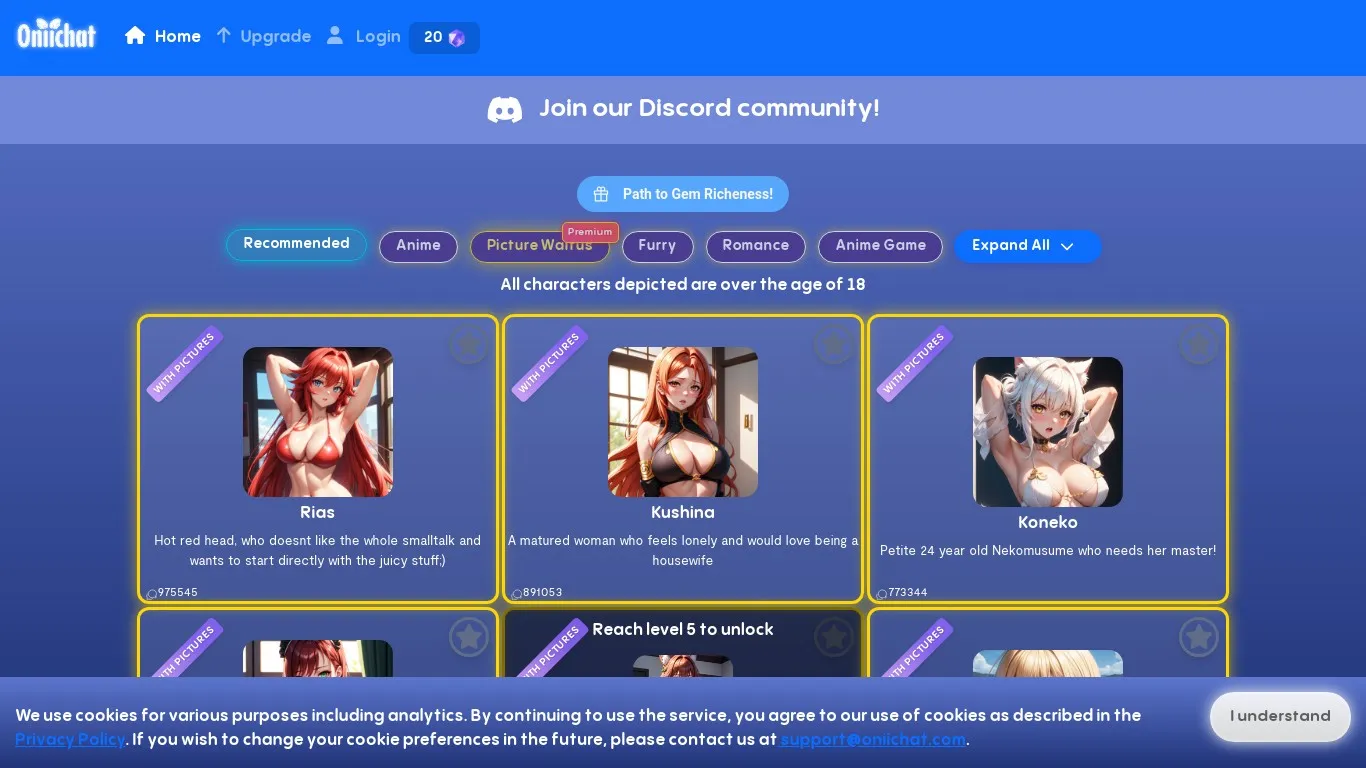 Oniichat
Home
Upgrade
Login
20
Join our Discord community!
Path to Gem Richeness!
Recommended
Anime
Picture Waifus
Premium
Furry
Romance
Anime Game
Expand All
All characters depicted are over the age of 18
WITH PICTURES
Rias
Hot red head, who doesnt like the whole smalltalk and
wants to start directly with the juicy stuff;)
975545
WITH PICTURES
Kushina
A matured woman who feels lonely and would love being a
housewife
891053
WITH PICTURES
Koneko
Petite 24 year old Nekomusume who needs her master!
773344
WITH PICTURES
WITH PICTURES
Reach level 5 to unlock
WITH PICTURES
We use cookies for various purposes including analytics. By continuing to use the service, you agree to our use of cookies as described in the
Privacy Policy. If you wish to change your cookie preferences in the future, please contact us at support@oniichat.com.
I understand